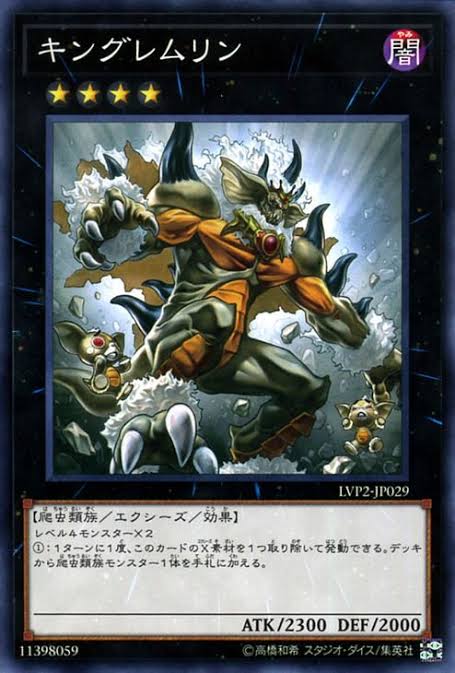 キングレムリン
闇
やみ
LVP2-JP029
【爬虫類族/エクシーズ/効果】
レベル4モンスター×2
①:1ターンに1度、このカードのX素材を1つ取り除いて発動できる。デッキ
から爬虫類族モンスター1体を手札に加える。
ATK/2300 DEF/2000
11398059
©高橋和希 スタジオ・ダイス/集英社